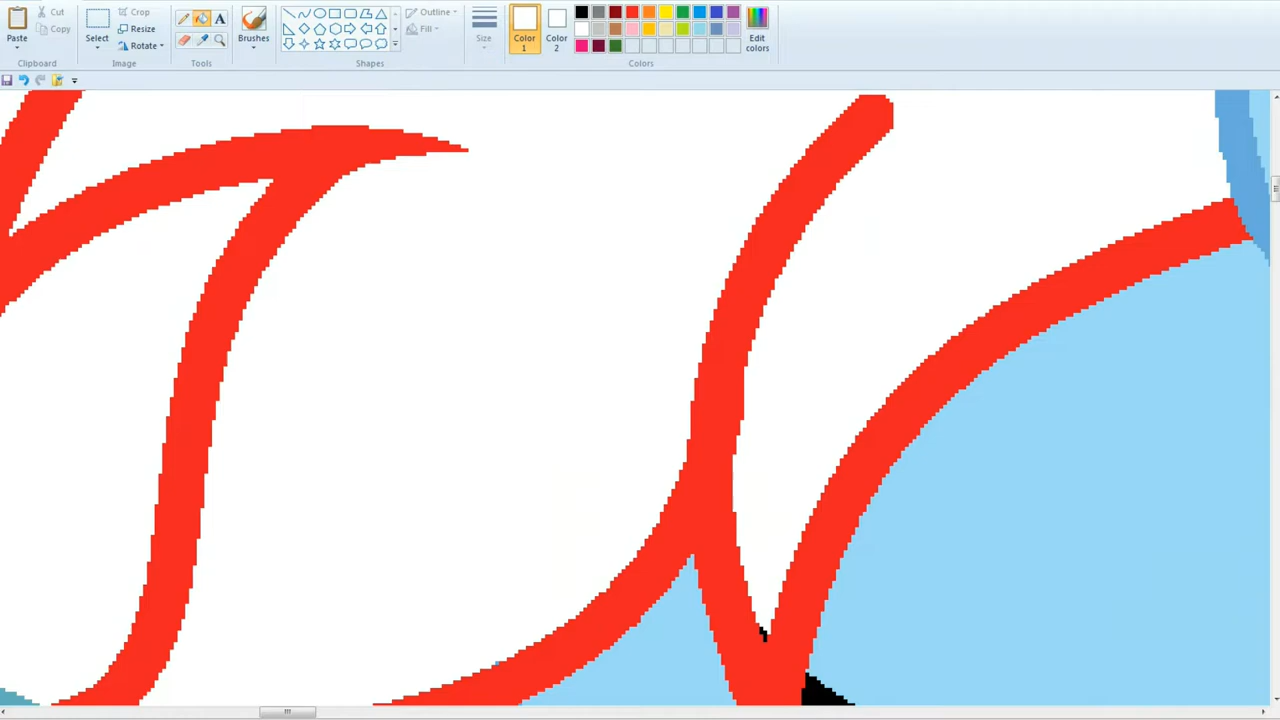 Cut
Copy
Paste
Clipboard
Select
Crop
Resize
Rotate
Image
A
Tools
Brushes
Outline
Fill
Shapes
Size
Color
1
Color
2
Colors
Edit
colors